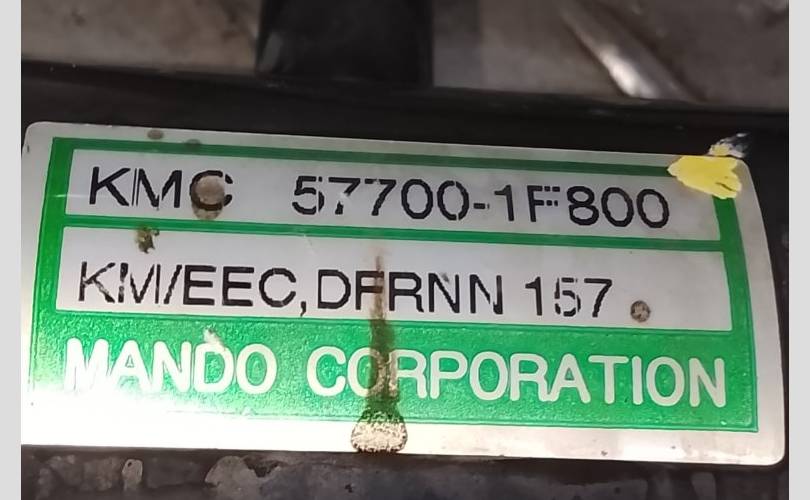 KMC 57700-1F800
KM/EEC,DFRNN 157
MANDO CORPORATION